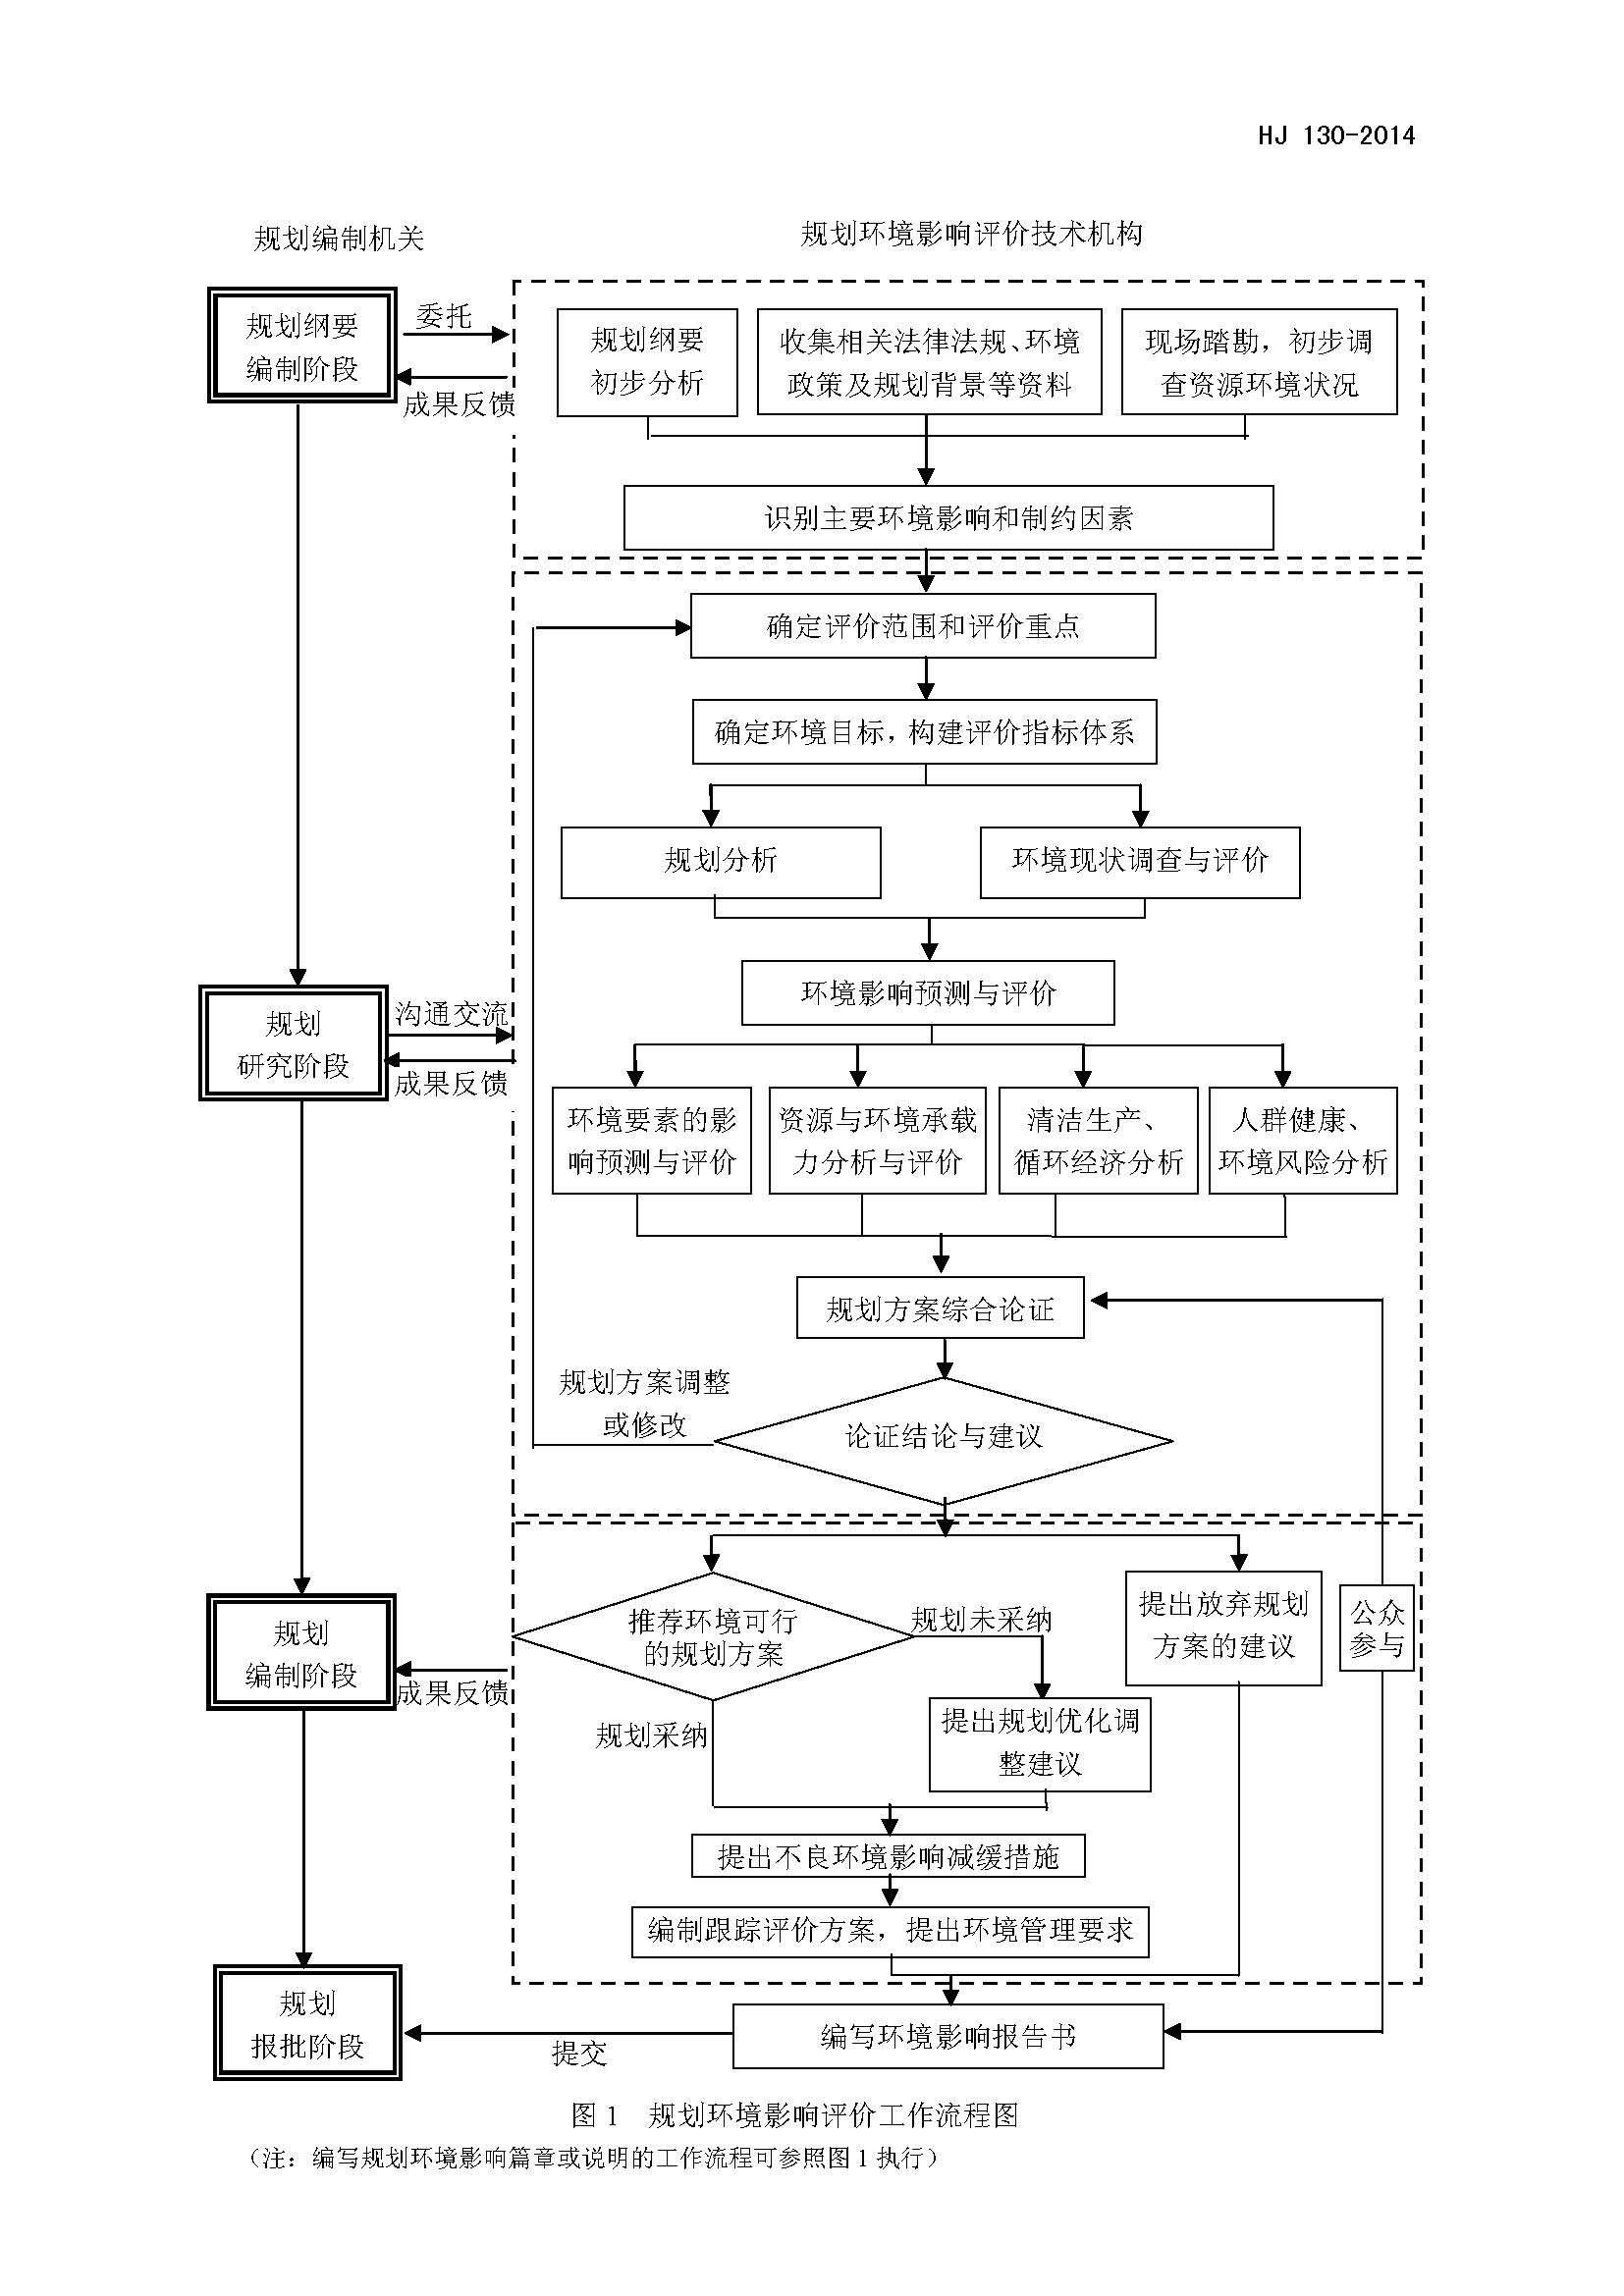 HJ 130-2014
规划编制机关
规划环境影响评价技术机构
规划纲要
编制阶段
委托
成果反馈
规划纲要
初步分析
收集相关法律法规、环境
政策及规划背景等资料
现场踏勘，初步调
查资源环境状况
识别主要环境影响和制约因素
确定评价范围和评价重点
确定环境目标，构建评价指标体系
规划分析
环境现状调查与评价
环境影响预测与评价
规划
研究阶段
沟通交流
成果反馈
环境要素的影
响预测与评价
资源与环境承载
力分析与评价
清洁生产、
循环经济分析
人群健康、
环境风险分析
规划方案综合论证
规划方案调整
或修改
论证结论与建议
规划
编制阶段
成果反馈
推荐环境可行
的规划方案
规划未采纳
提出放弃规划
方案的建议
公众
参与
规划采纳
提出规划优化调
整建议
提出不良环境影响减缓措施
编制跟踪评价方案，提出环境管理要求
规划
报批阶段
提交
编写环境影响报告书
图 1 规划环境影响评价工作流程图
（注：编写规划环境影响篇章或说明的工作流程可参照图 1 执行）